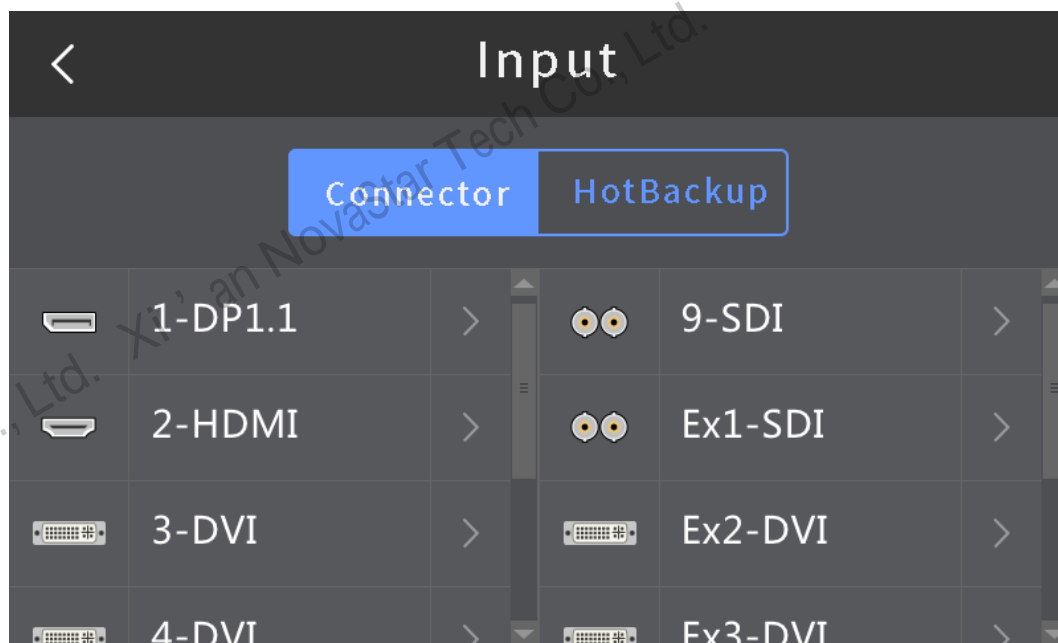 Input
Connector
HotBackup
1-DP1.1
9-SDI
2-HDMI
Ex1-SDI
3-DVI
Ex2-DVI
4-DVI
Ex3-DVI
Xi’an NovaStar Tech Co., Ltd.
., Ltd.